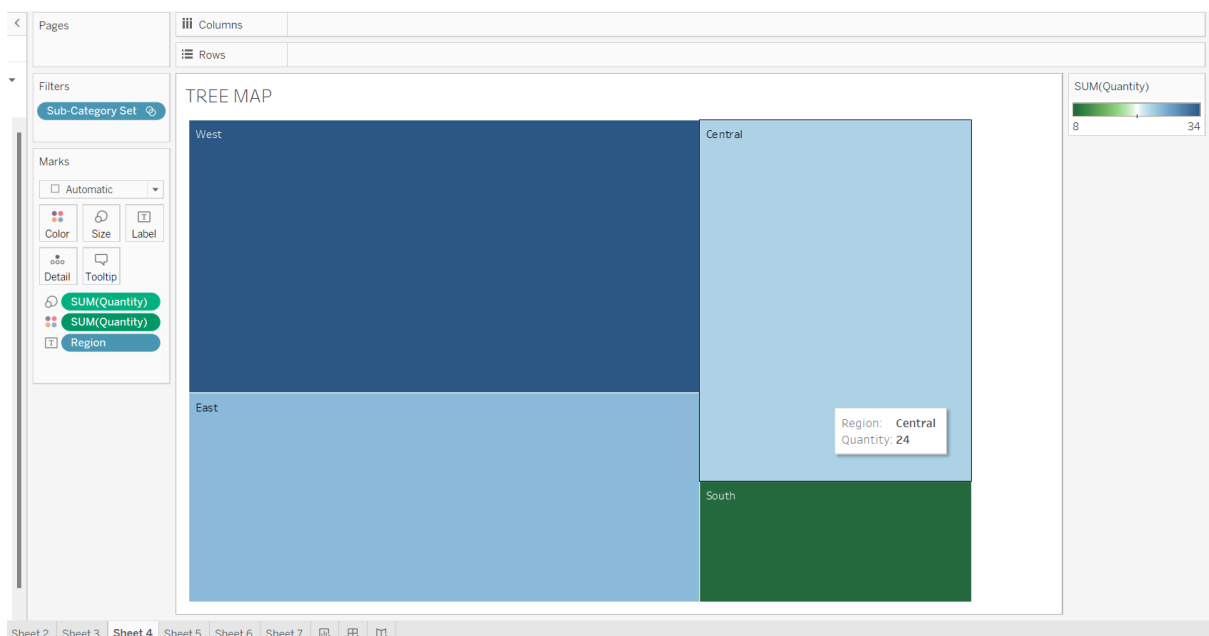 Pages
Columns
Rows
Filters
Sub-Category Set
Marks
Automatic
Color Size Label
Detail Tooltip
SUM(Quantity)
SUM(Quantity)
T Region
TREE MAP
West
Central
East
Region: Central
Quantity: 24
South
SUM(Quantity)
8 34
Sheet 2 Sheet 3 Sheet 4 Sheet 5 Sheet 6 Sheet 7